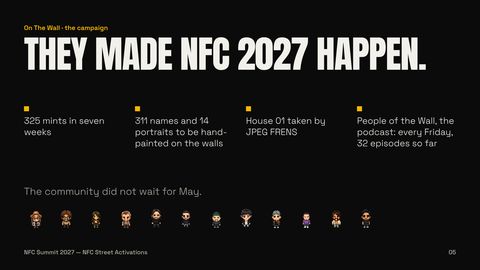 On The Wall · the campaign
THEY MADE NFC 2027 HAPPEN.
325 mints in seven
weeks
311 names and 14
portraits to be hand-
painted on the walls
House 01 taken by
JPEG FRENS
People of the Wall, the
podcast: every Friday,
32 episodes so far
The community did not wait for May.
NFC Summit 2027 — NFC Street Activations
05